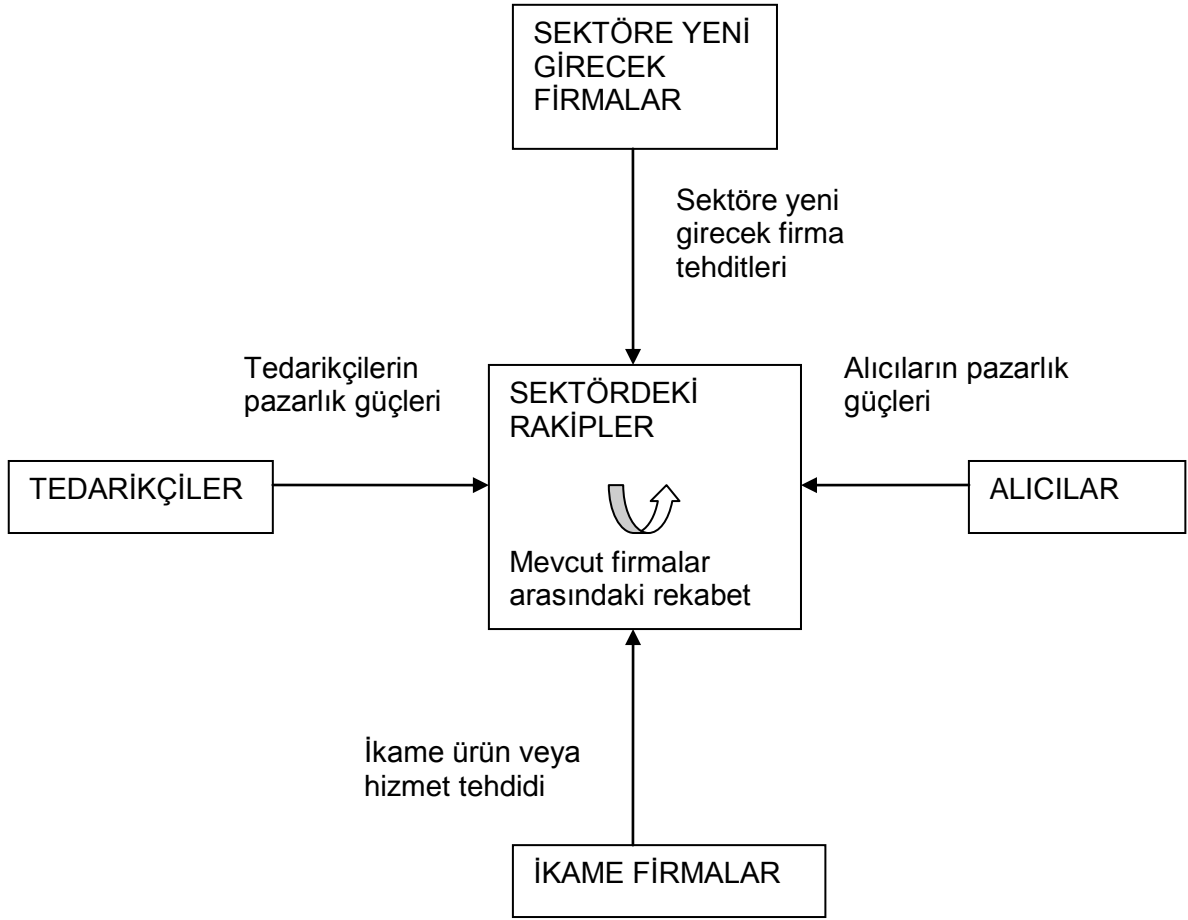 SEKTÖRE YENİ
GİRECEK
FİRMALAR
Sektöre yeni
girecek firma
tehditleri
Tedarikçilerin
pazarlık güçleri
Alıcıların pazarlık
güçleri
SEKTÖRDEKİ
RAKİPLER
TEDARİKÇİLER
ALICILAR
Mevcut firmalar
arasındaki rekabet
İkame ürün veya
hizmet tehdidi
İKAME FİRMALAR